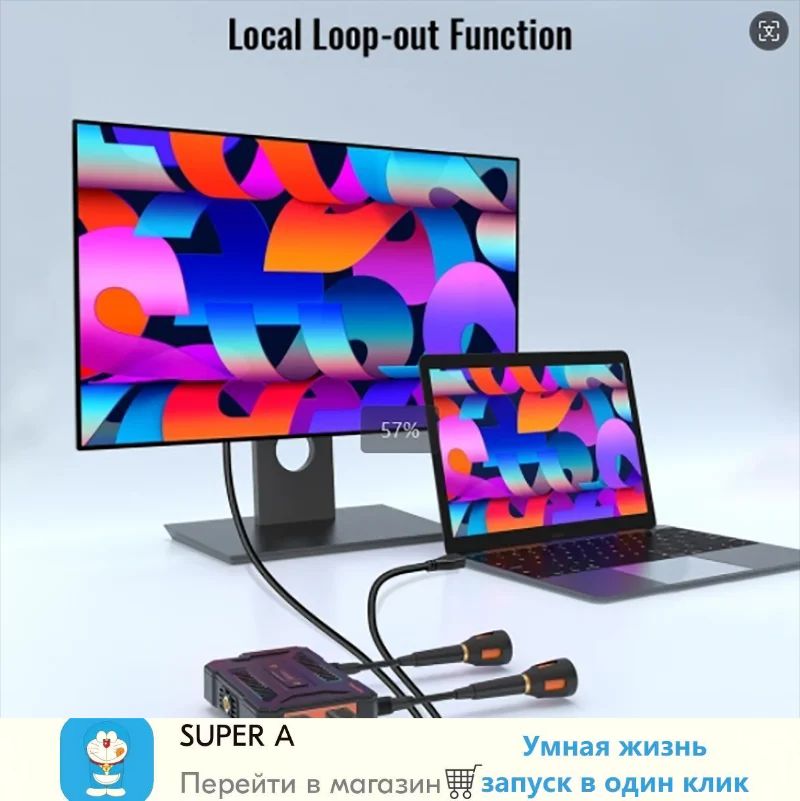 Local Loop-out Function
57%
SUPER A
Перейти в магазин
Умная жизнь
запуск в один клик